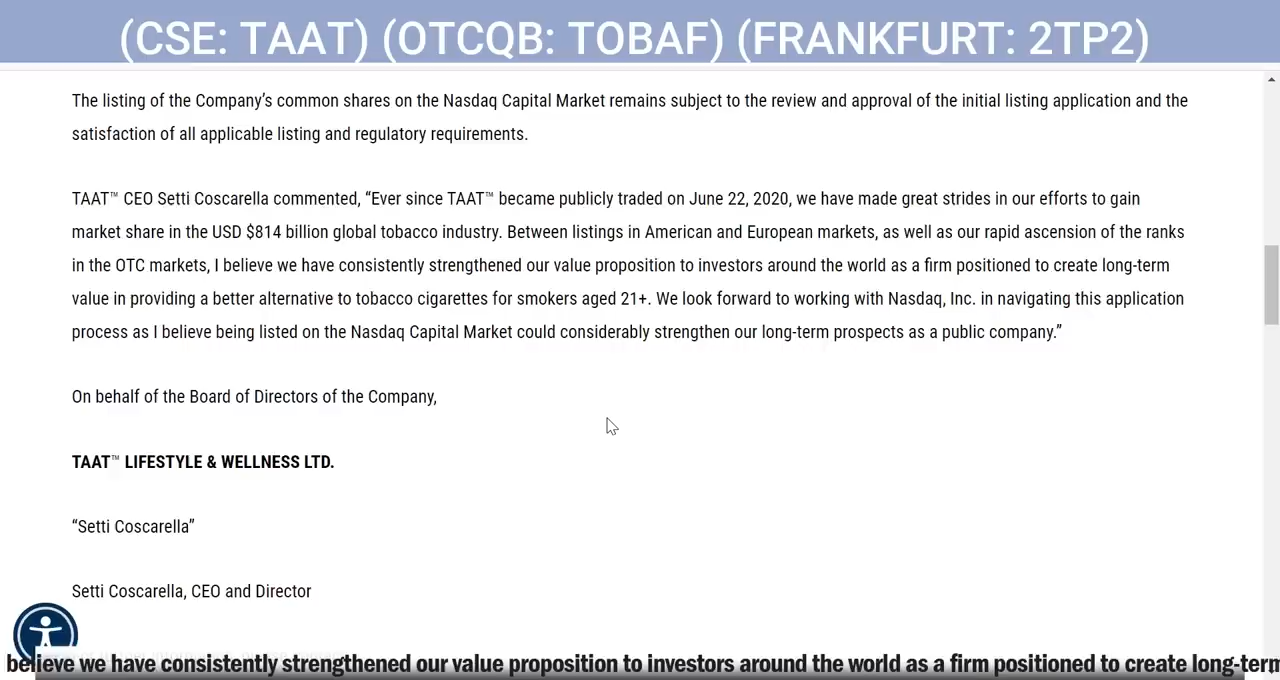 (CSE: TAAT) (OTCQB: TOBAF) (FRANKFURT: 2TP2)
The listing of the Company’s common shares on the Nasdaq Capital Market remains subject to the review and approval of the initial listing application and the
satisfaction of all applicable listing and regulatory requirements.
TAAT™ CEO Setti Coscarella commented, “Ever since TAAT™ became publicly traded on June 22, 2020, we have made great strides in our efforts to gain
market share in the USD $814 billion global tobacco industry. Between listings in American and European markets, as well as our rapid ascension of the ranks
in the OTC markets, I believe we have consistently strengthened our value proposition to investors around the world as a firm positioned to create long-term
value in providing a better alternative to tobacco cigarettes for smokers aged 21+. We look forward to working with Nasdaq, Inc. in navigating this application
process as I believe being listed on the Nasdaq Capital Market could considerably strengthen our long-term prospects as a public company.”
On behalf of the Board of Directors of the Company,
TAAT™ LIFESTYLE & WELLNESS LTD.
“Setti Coscarella”
Setti Coscarella, CEO and Director
believe we have consistently strengthened our value proposition to investors around the world as a firm positioned to create long-term